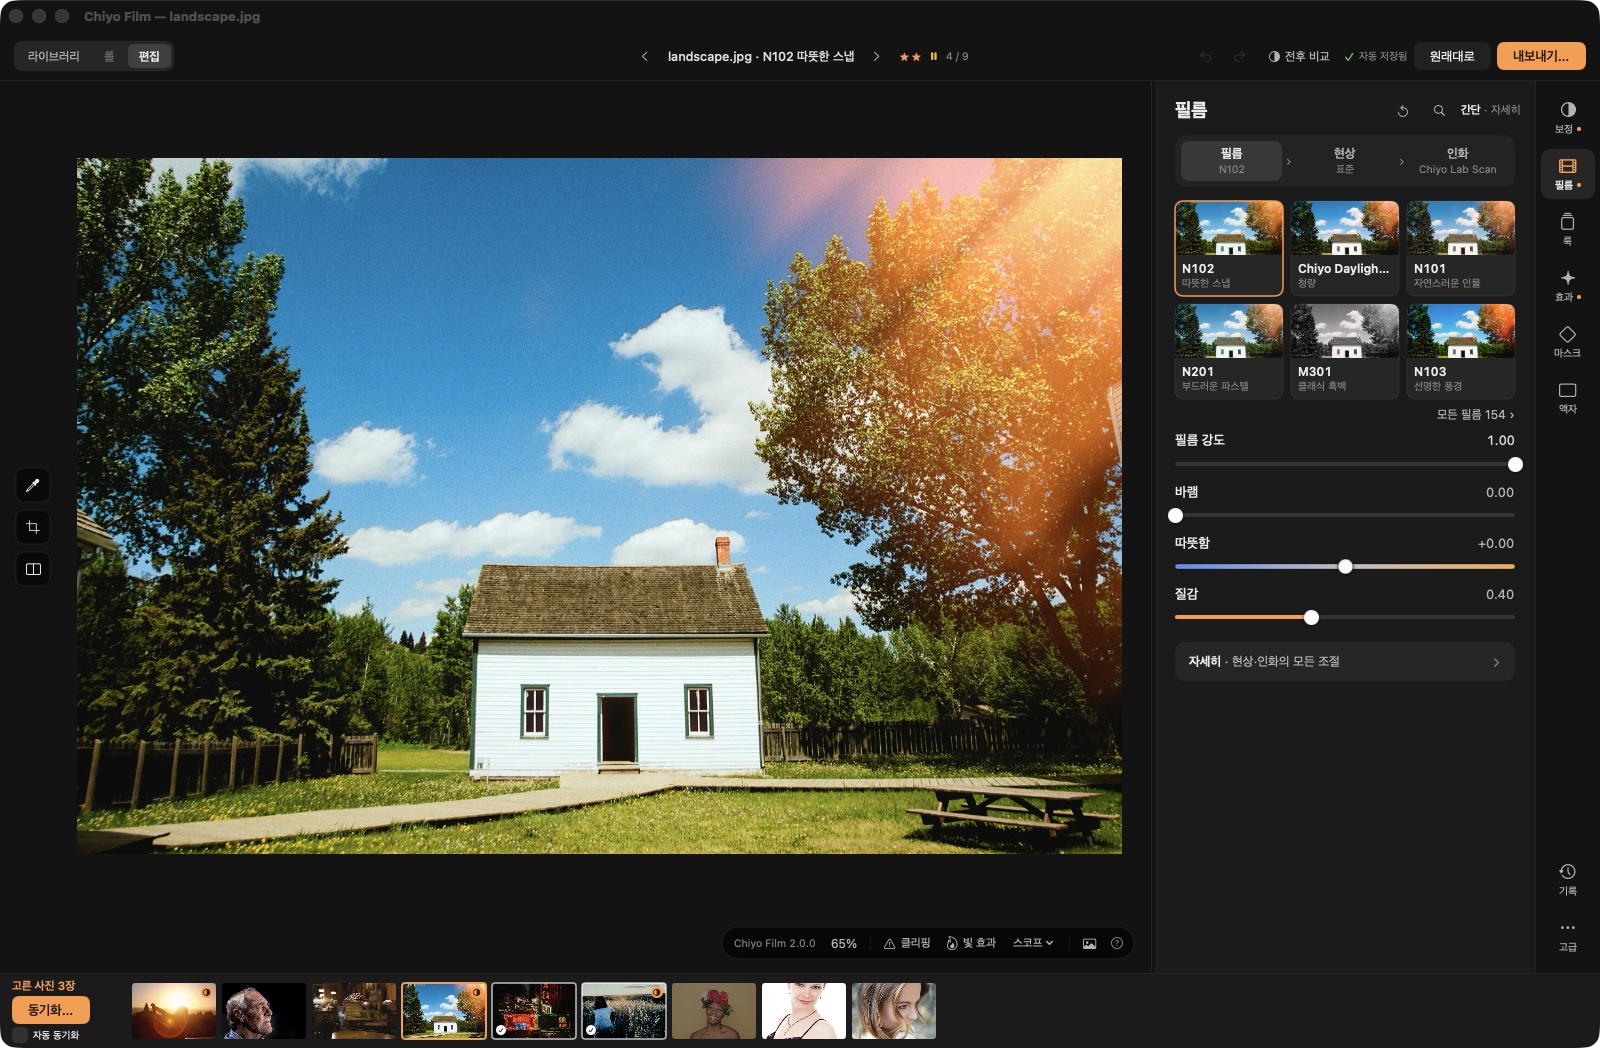 Chiyo Film — landscape.jpg
라이브러리 롤 편집
landscape.jpg · N102 따뜻한 스냅
4 / 9
전후 비교
자동 저장됨
원래대로
내보내기...
필름
간단 · 자세히
필름 현상 인화
N102 표준 Chiyo Lab Scan
N102 Chiyo Dayligh... N101
따뜻한 스냅 청량 자연스러운 인물
N201 M301 N103
부드러운 파스텔 클래식 흑백 선명한 풍경
모든 필름 154 ›
필름 강도 1.00
바램 0.00
따뜻함 +0.00
질감 0.40
자세히 · 현상·인화의 모든 조절
보정
필름
룩
효과
마스크
액자
기록
고급
Chiyo Film 2.0.0 65% 클리핑 빛 효과 스코프
고른 사진 3장
동기화...
자동 동기화